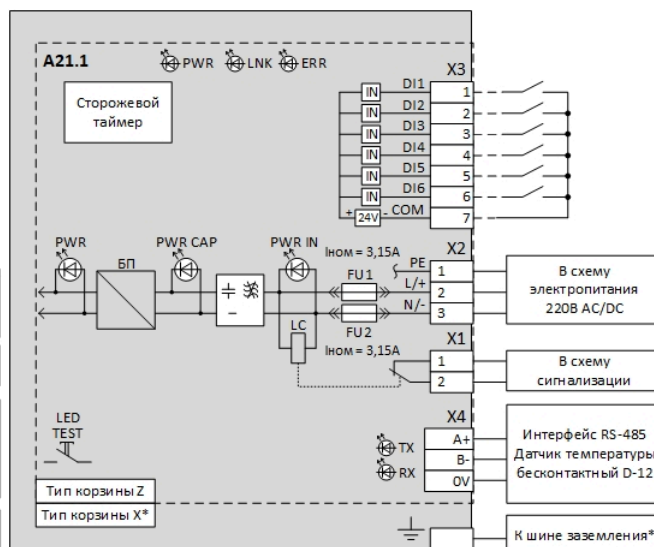 A21.1
PWR
LNK
ERR
Сторожевой
таймер
X3
IN
DI1
1
IN
DI2
2
IN
DI3
3
IN
DI4
4
IN
DI5
5
IN
DI6
6
+ 24V - COM
7
PWR
БП
PWR CAP
PWR IN
Iном = 3,15A
FU1
FU2
Iном = 3,15A
LC
X2
PE
1
L/+
2
N/-
3
В схему
электропитания
220В AC/DC
X1
1
2
В схему
сигнализации
X4
TX
RX
A+
B-
0V
Интерфейс RS-485
Датчик температуры
бесконтактный D-12
LED
TEST
Тип корзины Z
Тип корзины X*
К шине заземления*